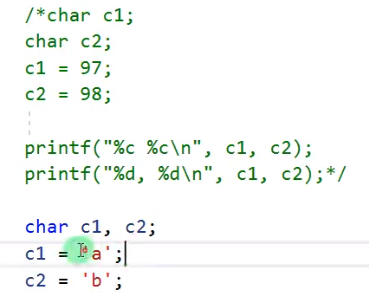 /*char c1;
char c2;
c1 = 97;
c2 = 98;
printf("%c %c\n", c1, c2);
printf("%d, %d\n", c1, c2);*/
char c1, c2;
c1 = 'a';
c2 = 'b';